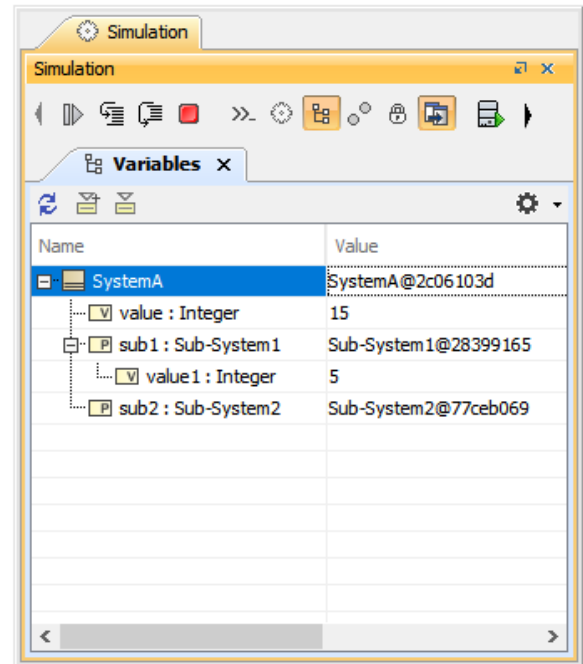 Simulation
Simulation
Variables X
Name Value
SystemA SystemA@2c06103d
V value : Integer 15
P sub1 : Sub-System1 Sub-System1@28399165
V value1 : Integer 5
P sub2 : Sub-System2 Sub-System2@77ceb069